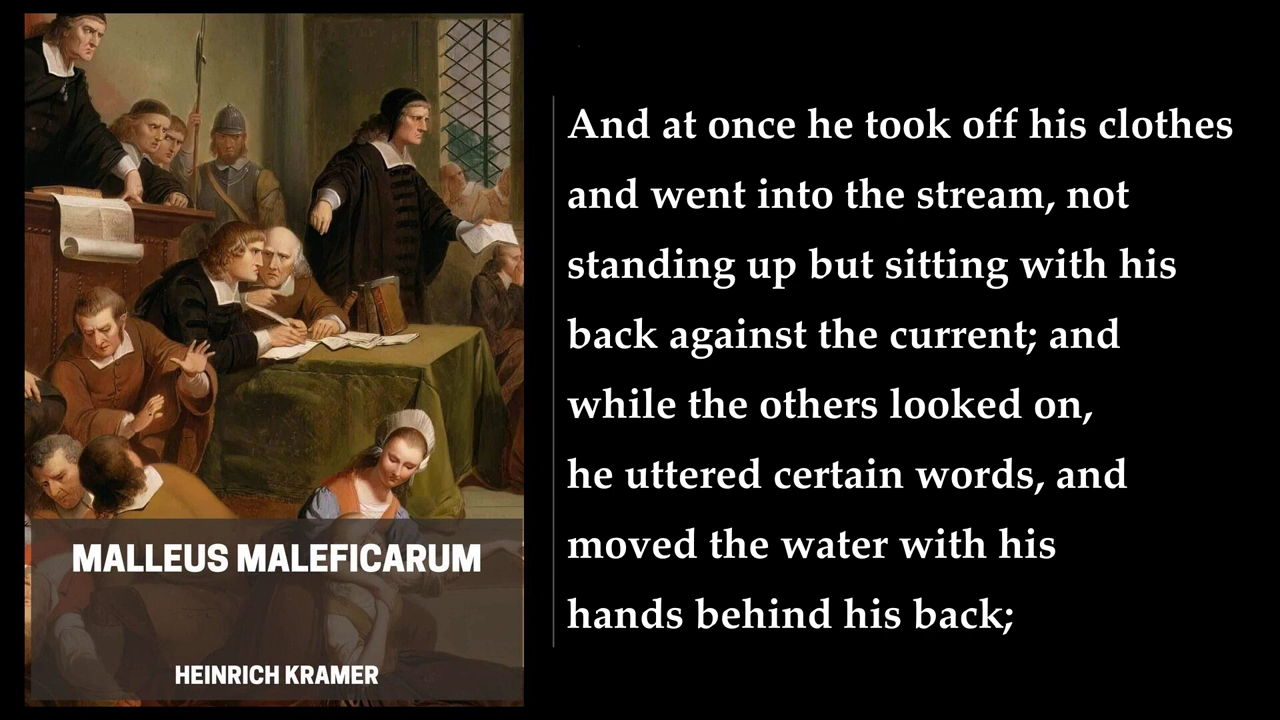 MALLEUS MALEFICARUM
HEINRICH KRAMER
And at once he took off his clothes
and went into the stream, not
standing up but sitting with his
back against the current; and
while the others looked on,
he uttered certain words, and
moved the water with his
hands behind his back;